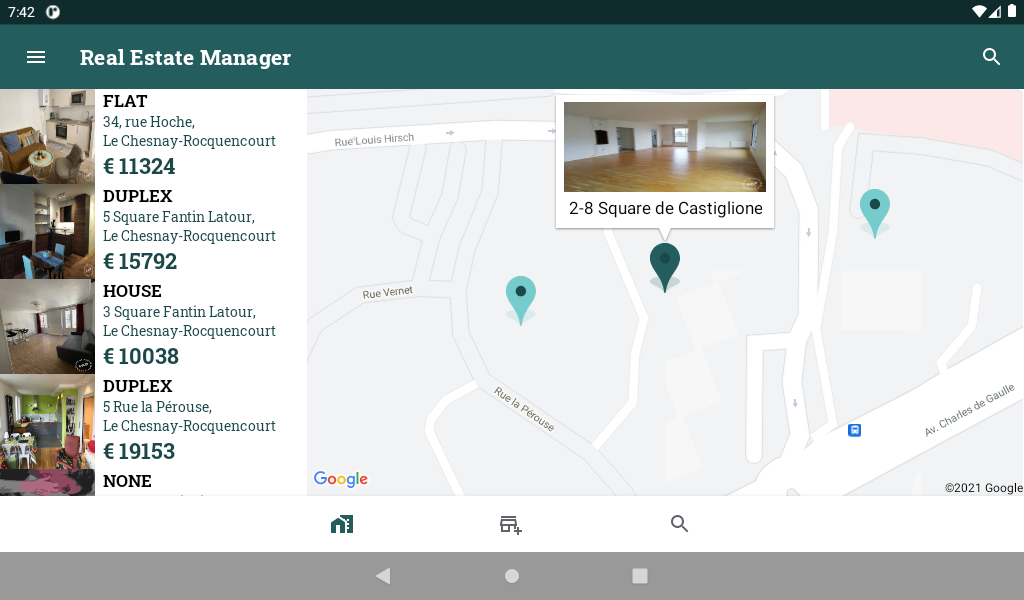 7:42
Real Estate Manager
FLAT
34, rue Hoche,
Le Chesnay-Rocquencourt
€ 11324
DUPLEX
5 Square Fantin Latour,
Le Chesnay-Rocquencourt
€ 15792
HOUSE
3 Square Fantin Latour,
Le Chesnay-Rocquencourt
€ 10038
DUPLEX
5 Rue la Pérouse,
Le Chesnay-Rocquencourt
€ 19153
NONE
Rue Louis Hirsch
2-8 Square de Castiglione
Rue Vernet
Rue la Pérouse
Av. Charles de Gaulle
Google
©2021 Google